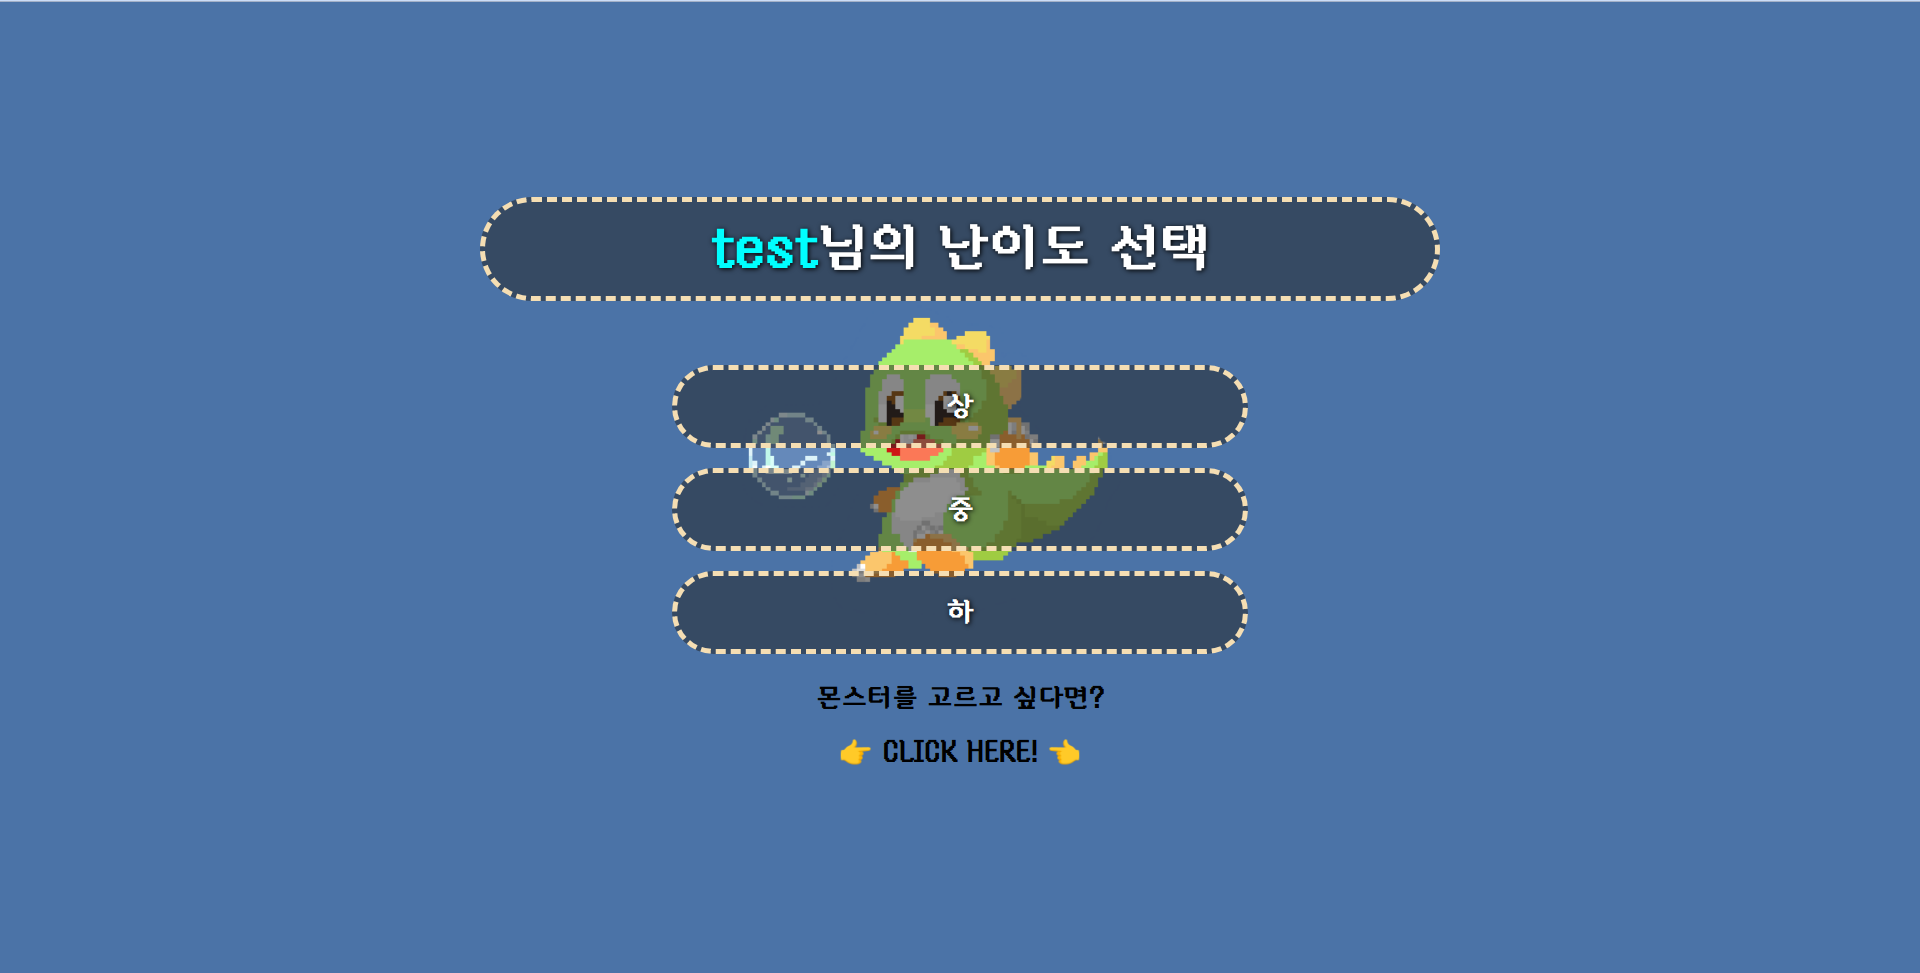 test님의 난이도 선택
상
중
하
몬스터를 고르고 싶다면?
👉 CLICK HERE! 👈